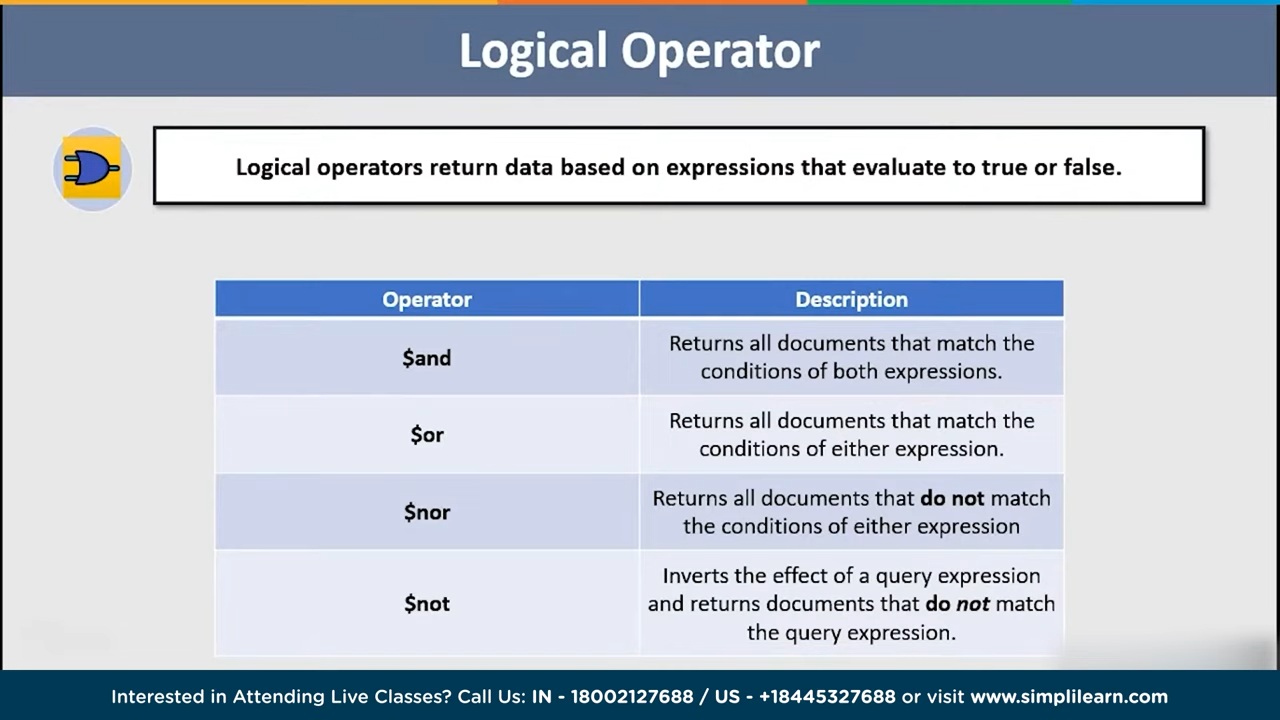 Logical Operator
Logical operators return data based on expressions that evaluate to true or false.
Operator
Description
$and
Returns all documents that match the
conditions of both expressions.
$or
Returns all documents that match the
conditions of either expression.
$nor
Returns all documents that do not match
the conditions of either expression
$not
Inverts the effect of a query expression
and returns documents that do not match
the query expression.
Interested in Attending Live Classes? Call Us: IN - 18002127688 / US - +18445327688 or visit www.simplilearn.com